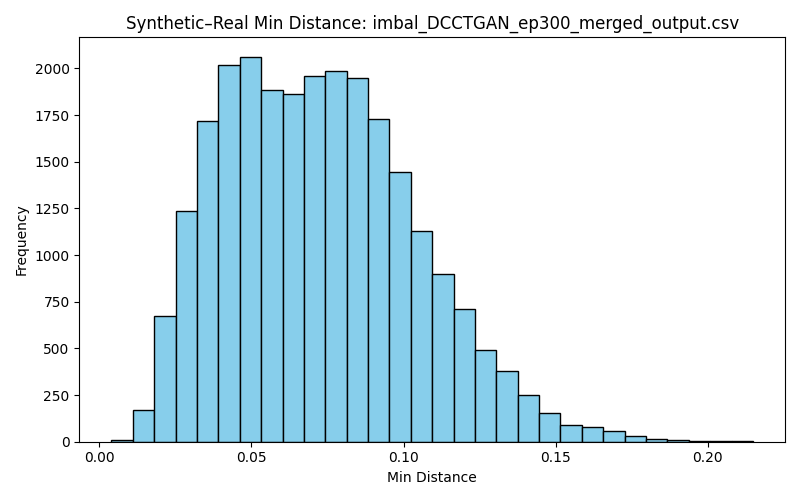 Synthetic–Real Min Distance: imbal_DCCTGAN_ep300_merged_output.csv
2000
1750
1500
1250
1000
750
500
250
0
Frequency
0.00 0.05 0.10 0.15 0.20
Min Distance